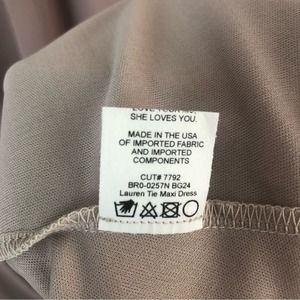 SHE LOVES YOU.
MADE IN THE USA
OF IMPORTED FABRIC
AND IMPORTED
COMPONENTS
CUT# 7792
BR0-0257N BG24
Lauren Tie Maxi Dress